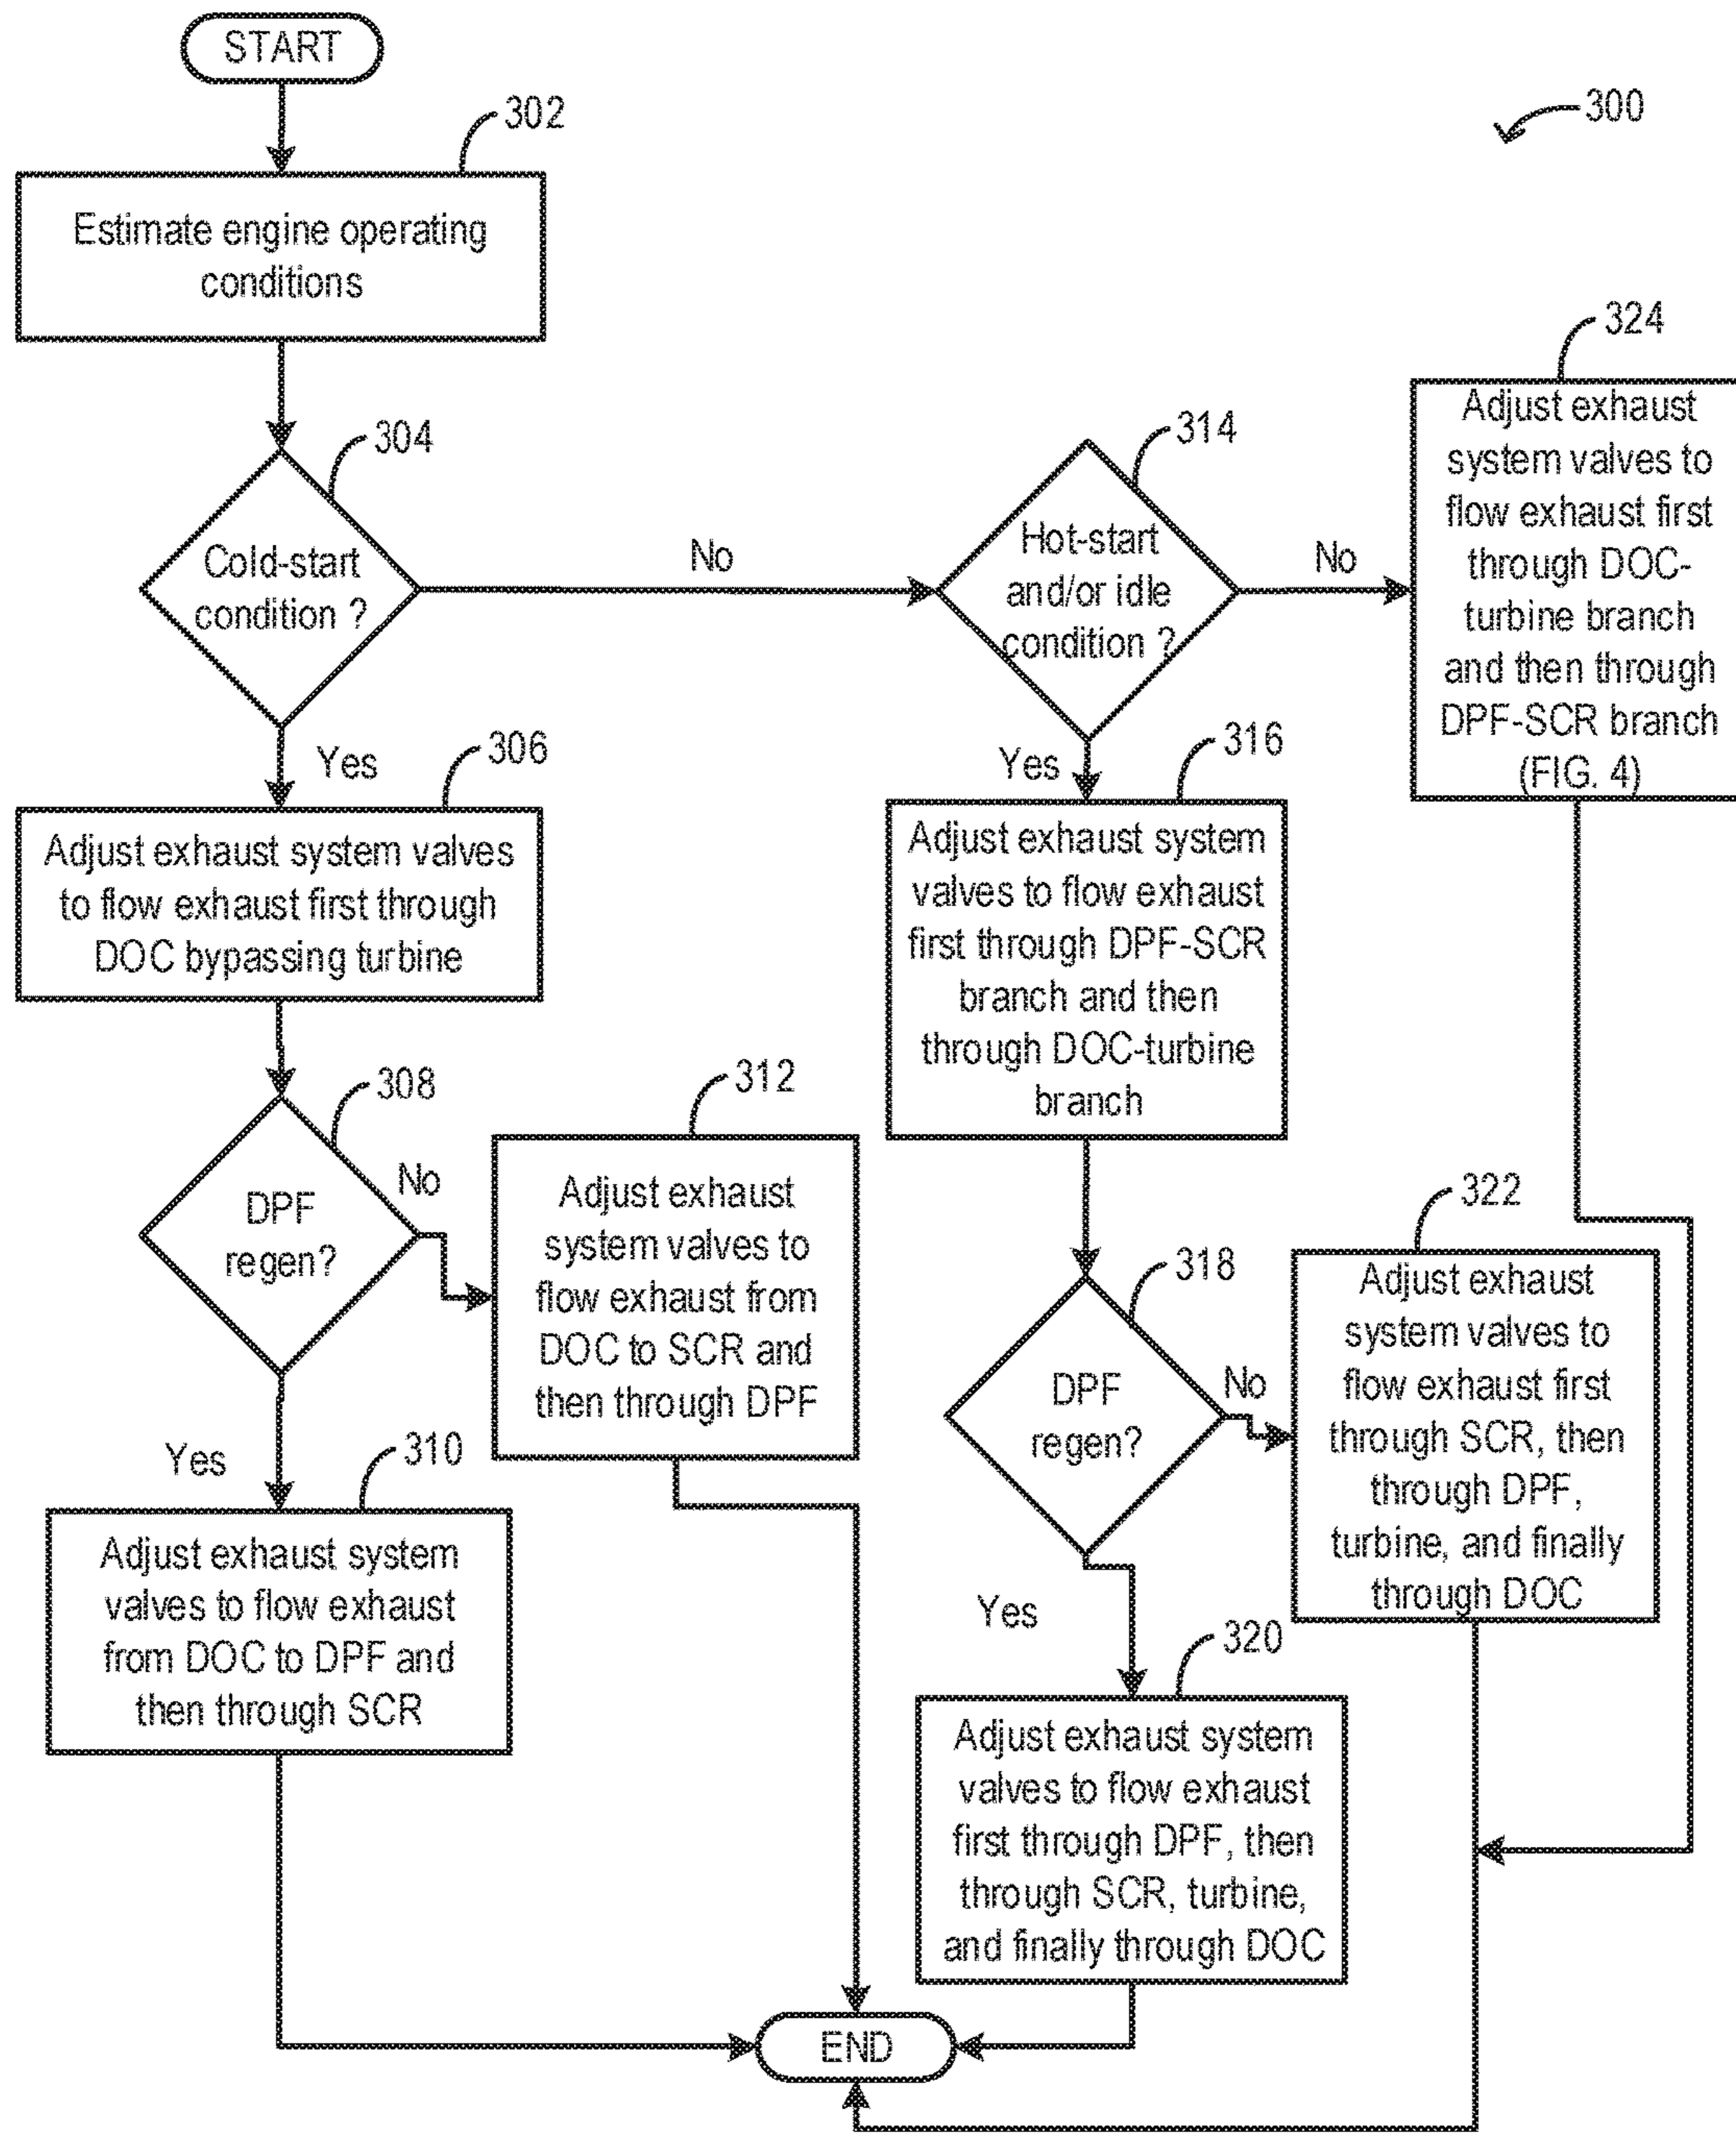 START
300
302
Estimate engine operating
conditions
304
Cold-start
condition ?
No
314
Hot-start
and/or idle
condition ?
No
324
Adjust exhaust
system valves to
flow exhaust first
through DOC-
turbine branch
and then through
DPF-SCR branch
(FIG. 4)
Yes
306
Adjust exhaust system valves
to flow exhaust first through
DOC bypassing turbine
Yes
316
Adjust exhaust system
valves to flow exhaust
first through DPF-SCR
branch and then
through DOC-turbine
branch
308
DPF
regen?
No
312
Adjust exhaust
system valves to
flow exhaust from
DOC to SCR and
then through DPF
Yes
310
Adjust exhaust system
valves to flow exhaust
from DOC to DPF and
then through SCR
318
DPF
regen?
No
322
Adjust exhaust
system valves to
flow exhaust first
through SCR, then
through DPF,
turbine, and finally
through DOC
Yes
320
Adjust exhaust system
valves to flow exhaust
first through DPF, then
through SCR, turbine,
and finally through DOC
END